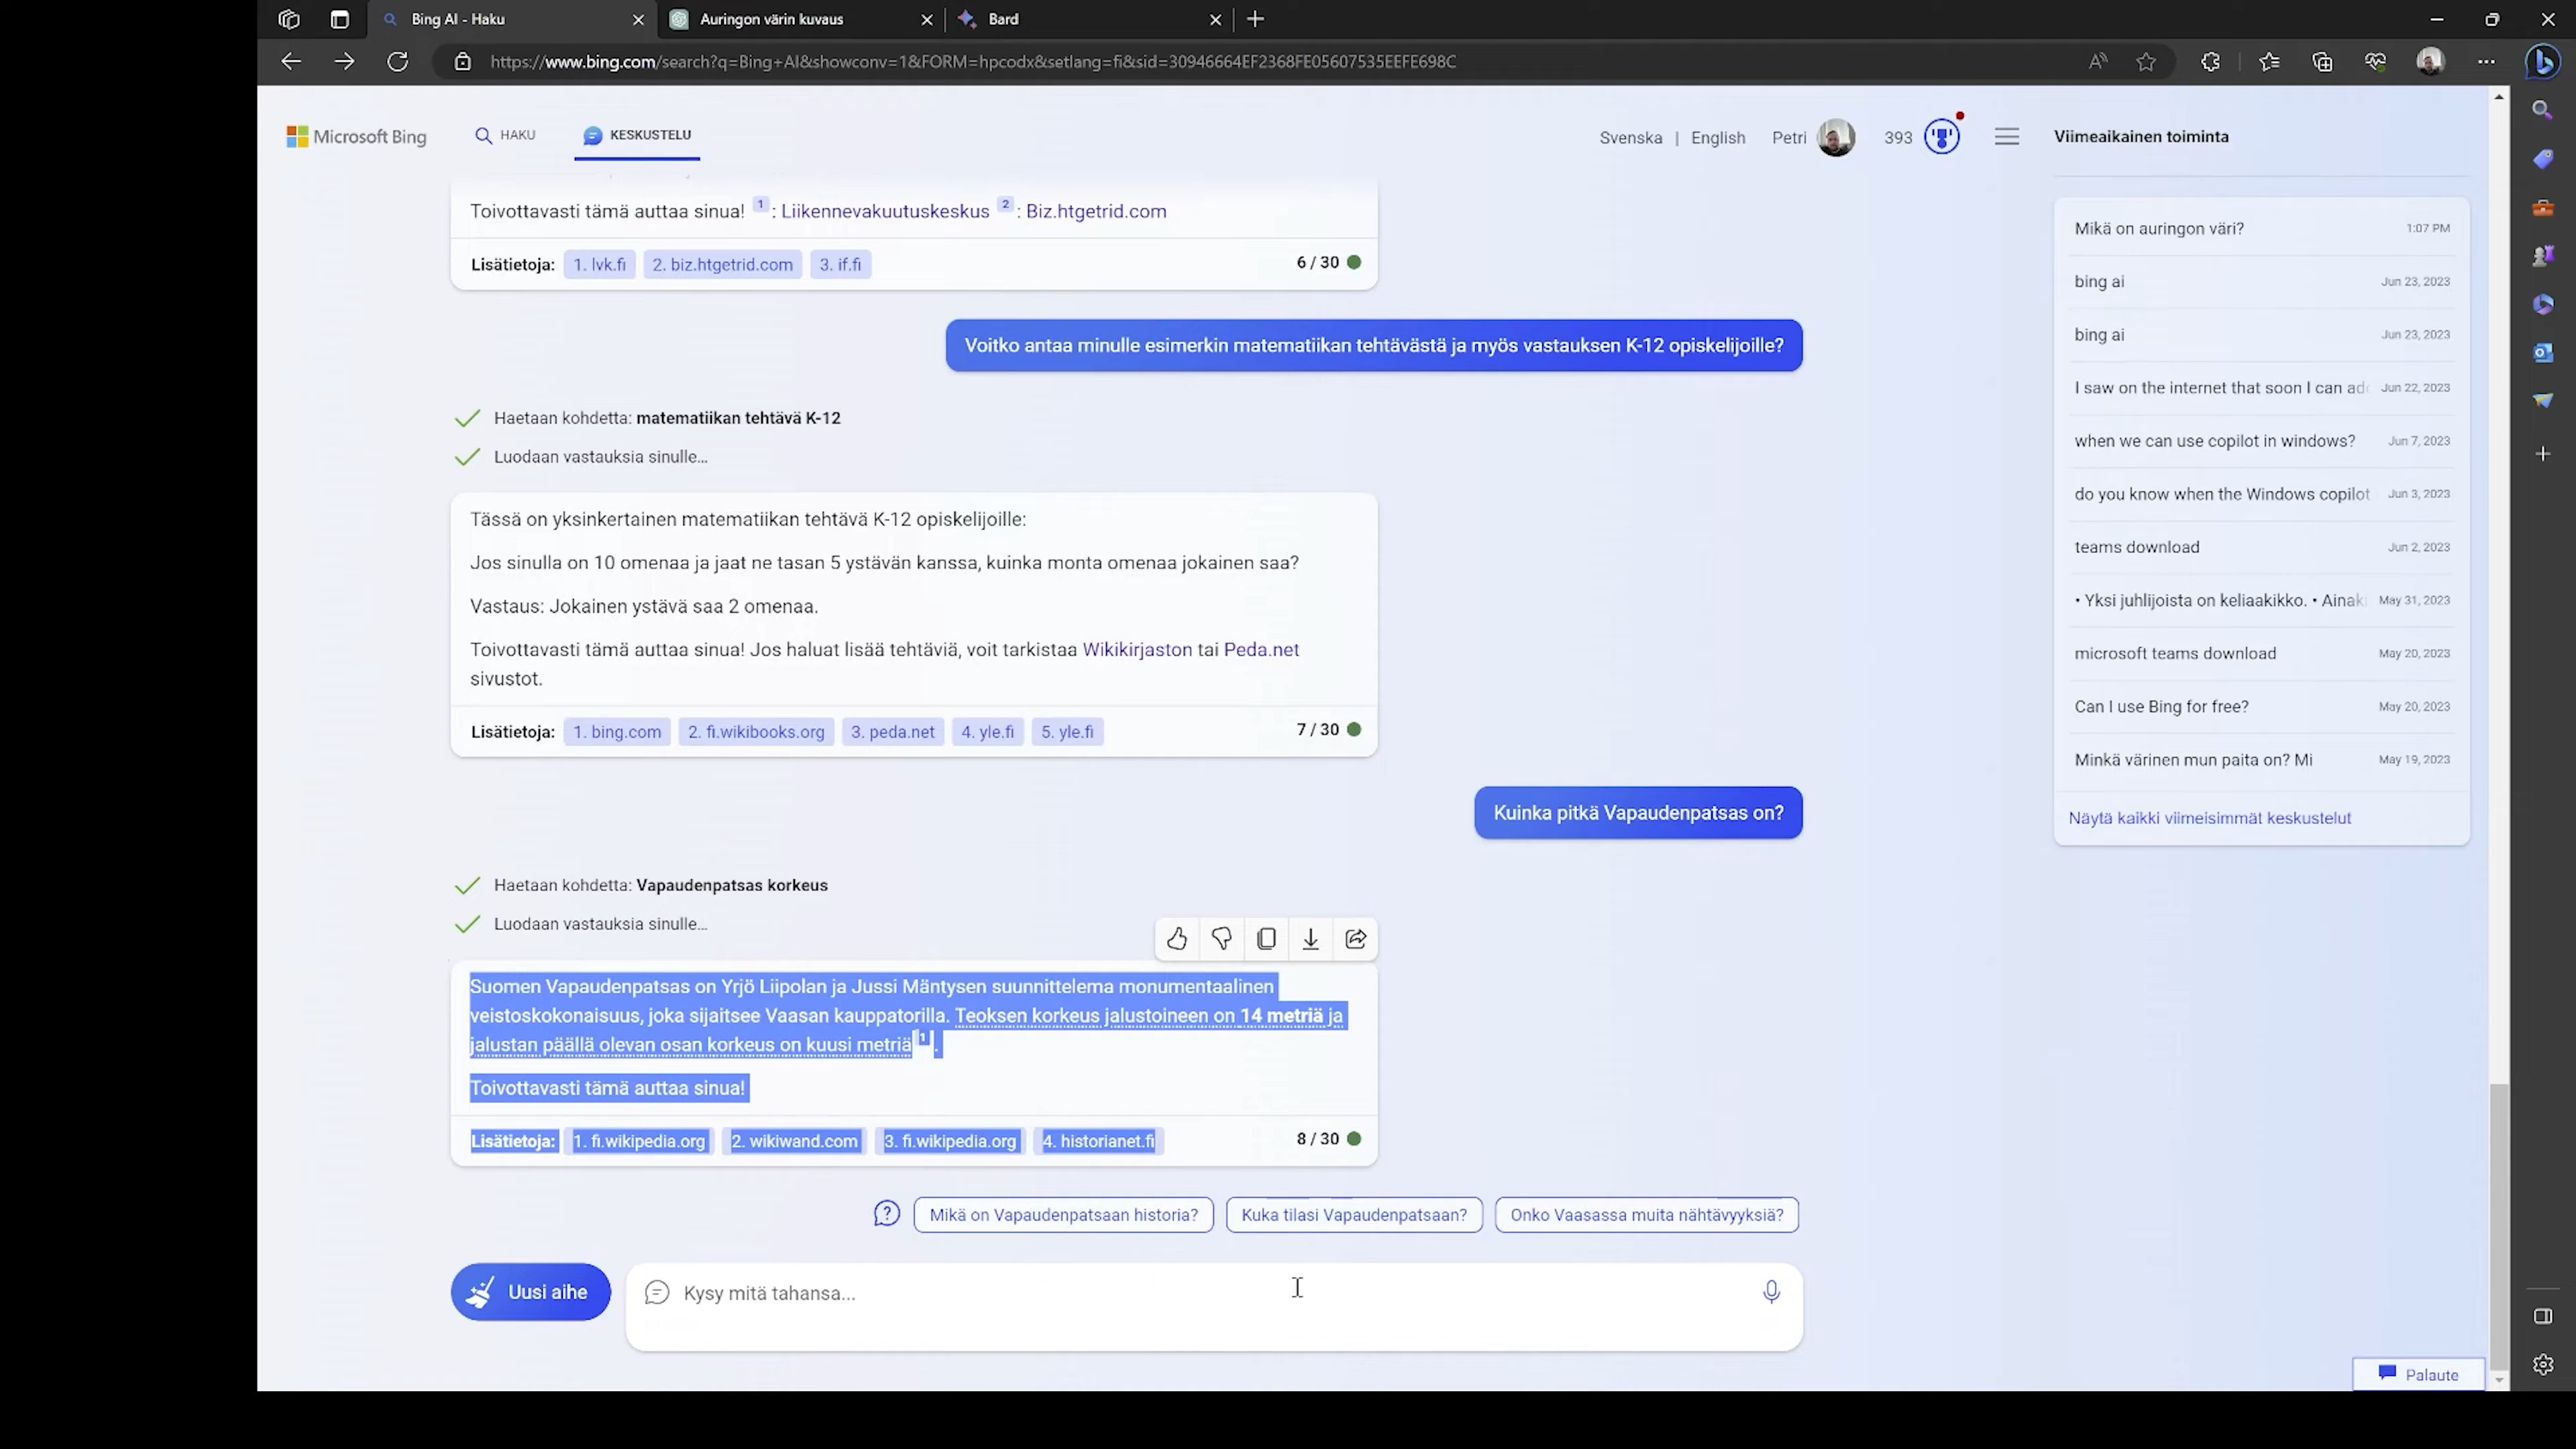 Bing AI - Haku
Auringon värin kuvaus
Bard
https://www.bing.com/search?q=Bing+AI&showconv=1&FORM=hpcodx&setlang=fi&sid=30946664EF2368FE05607535EEFE698C
Microsoft Bing
HAKU
KESKUSTELU
Svenska | English
Petri
393
Toivottavasti tämä auttaa sinua! 1 : Liikennevakuutuskeskus 2 : Biz.htgetrid.com
Lisätietoja: 1. lvk.fi 2. biz.htgetrid.com 3. if.fi
6 / 30
Voitko antaa minulle esimerkin matematiikan tehtävästä ja myös vastauksen K-12 opiskelijoille?
Haetaan kohdetta: matematiikan tehtävä K-12
Luodaan vastauksia sinulle…
Tässä on yksinkertainen matematiikan tehtävä K-12 opiskelijoille:
Jos sinulla on 10 omenaa ja jaat ne tasan 5 ystävän kanssa, kuinka monta omenaa jokainen saa?
Vastaus: Jokainen ystävä saa 2 omenaa.
Toivottavasti tämä auttaa sinua! Jos haluat lisää tehtäviä, voit tarkistaa Wikikirjaston tai Peda.net
sivustot.
Lisätietoja: 1. bing.com 2. fi.wikibooks.org 3. peda.net 4. yle.fi 5. yle.fi
7 / 30
Kuinka pitkä Vapaudenpatsas on?
Haetaan kohdetta: Vapaudenpatsas korkeus
Luodaan vastauksia sinulle…
Suomen Vapaudenpatsas on Yrjö Liipolan ja Jussi Mäntysen suunnittelema monumentaalinen
veistoskokonaisuus, joka sijaitsee Vaasan kauppatorilla. Teoksen korkeus jalustoineen on 14 metriä ja
jalustan päällä olevan osan korkeus on kuusi metriä 1 .
Toivottavasti tämä auttaa sinua!
Lisätietoja: 1. fi.wikipedia.org 2. wikiwand.com 3. fi.wikipedia.org 4. historianet.fi
8 / 30
Mikä on Vapaudenpatsaan historia?
Kuka tilasi Vapaudenpatsaan?
Onko Vaasassa muita nähtävyyksiä?
Uusi aihe
Kysy mitä tahansa...
Viimeaikainen toiminta
Mikä on auringon väri? 1:07 PM
bing ai Jun 23, 2023
bing ai Jun 23, 2023
I saw on the internet that soon I can ad Jun 22, 2023
when we can use copilot in windows? Jun 7, 2023
do you know when the Windows copilot Jun 3, 2023
teams download Jun 2, 2023
• Yksi juhlijoista on keliaakikko. • Aina May 31, 2023
microsoft teams download May 20, 2023
Can I use Bing for free? May 20, 2023
Minkä värinen mun paita on? Mi May 19, 2023
Näytä kaikki viimeisimmät keskustelut
Palaute